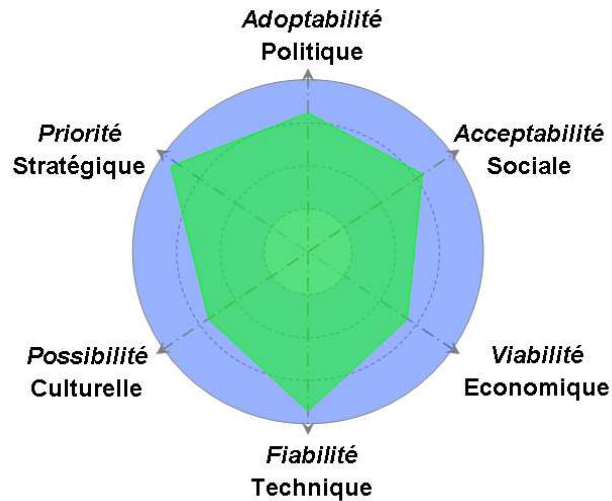 Adoptabilité
Politique
Priorité
Stratégique
Acceptabilité
Sociale
Possibilité
Culturelle
Viabilité
Economique
Fiabilité
Technique